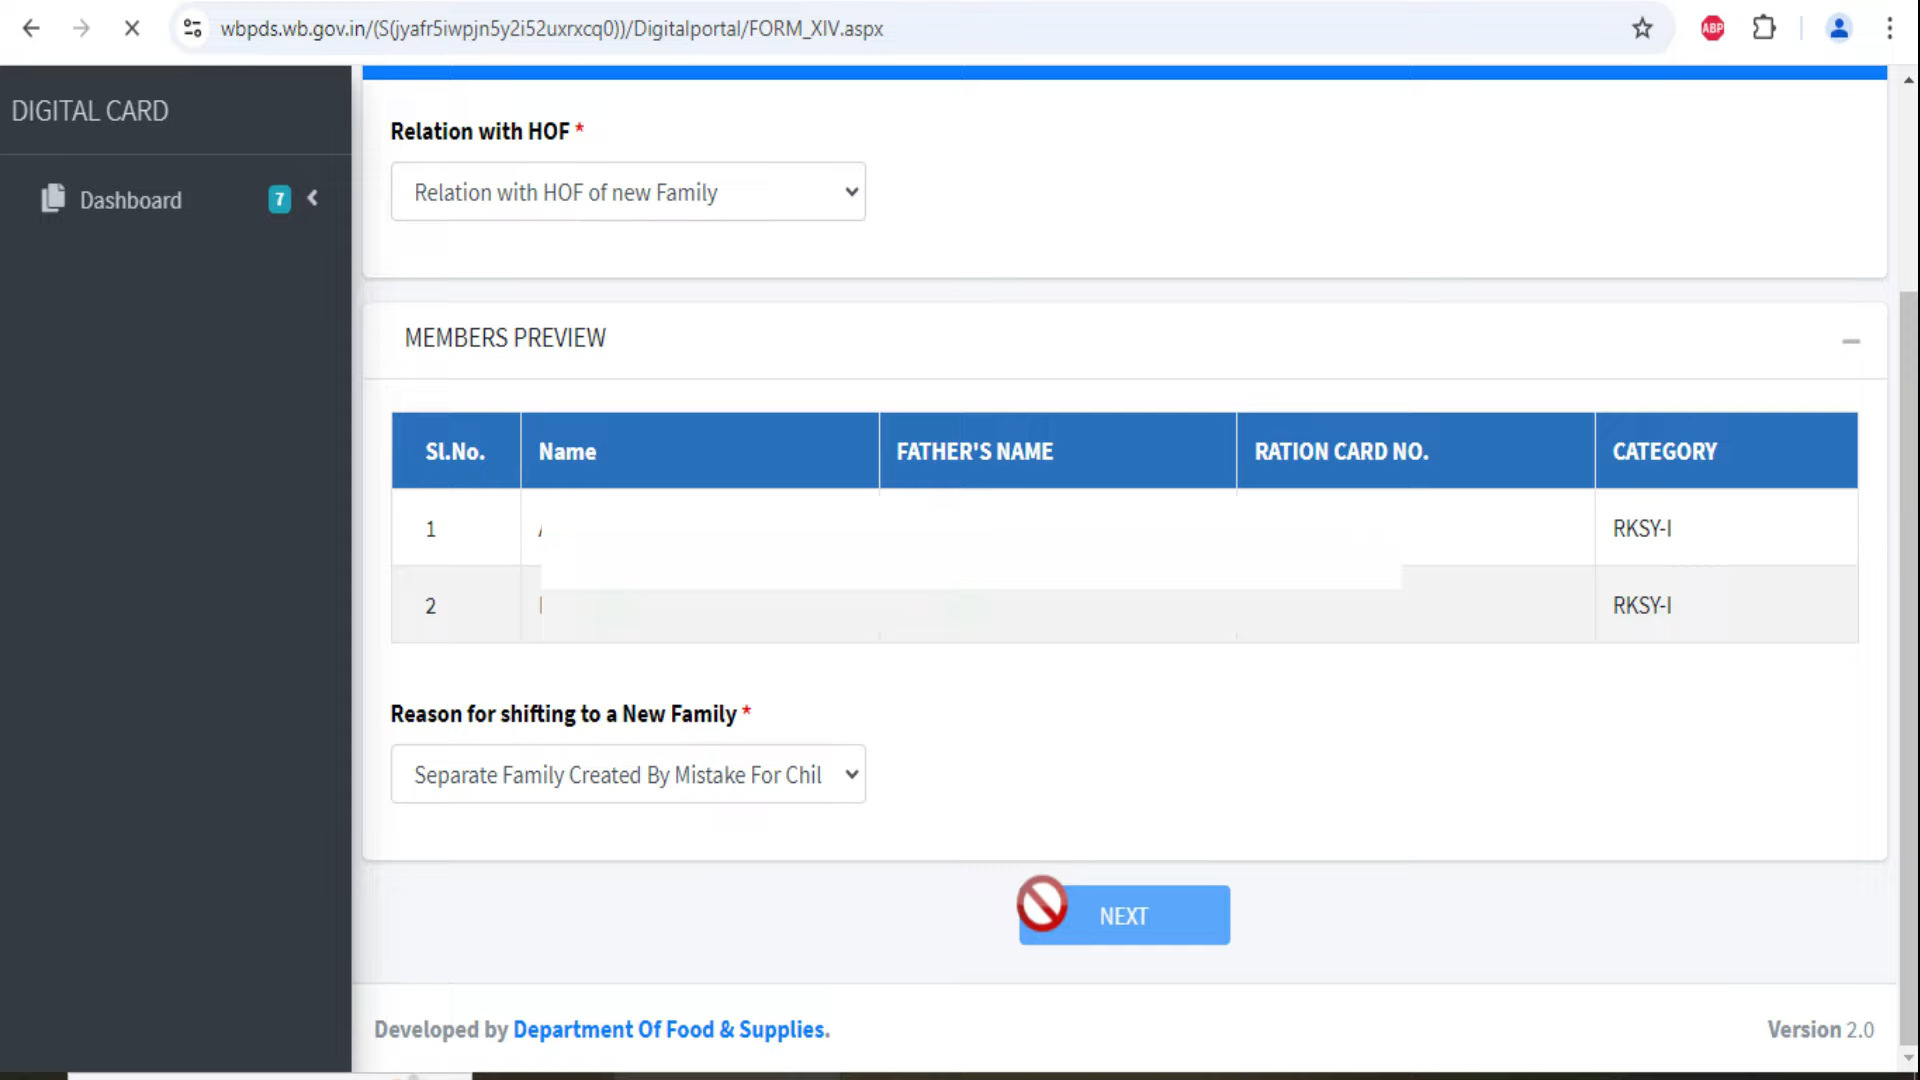 wbpds.wb.gov.in/(S(jyafr5iwpjn5y2i52uxrxcq0))/Digitalportal/FORM_XIV.aspx
ABP
DIGITAL CARD
Dashboard 7
Relation with HOF *
Relation with HOF of new Family
MEMBERS PREVIEW
Sl.No. Name FATHER'S NAME RATION CARD NO. CATEGORY
1 RKSY-I
2 RKSY-I
Reason for shifting to a New Family *
Separate Family Created By Mistake For Chil
NEXT
Developed by Department Of Food & Supplies.
Version 2.0